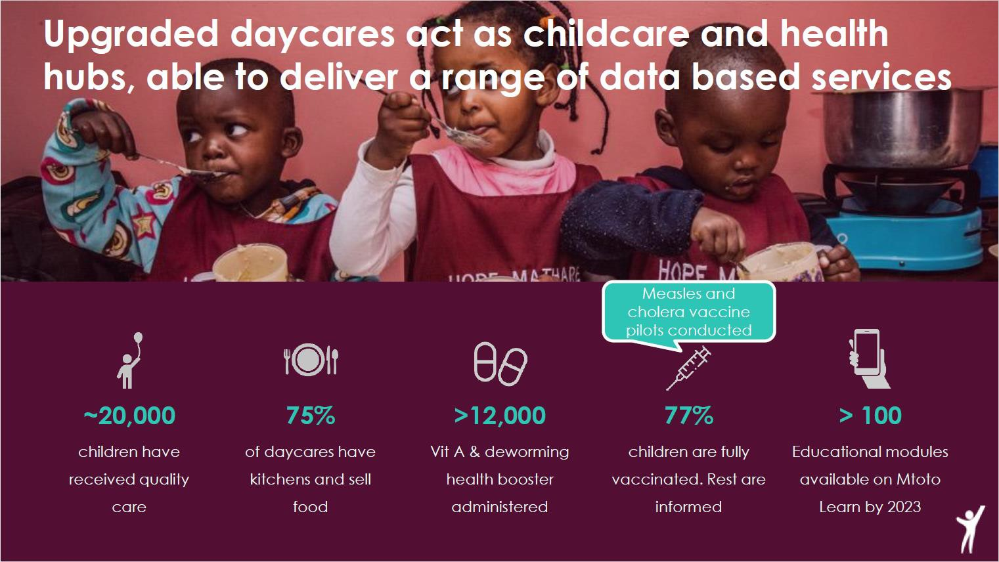 Upgraded daycares act as childcare and health
hubs, able to deliver a range of data based services
HOPE MATHARE
HOPE M
Measles and
cholera vaccine
pilots conducted
~20,000
children have
received quality
care
75%
of daycares have
kitchens and sell
food
>12,000
Vit A & deworming
health booster
administered
77%
children are fully
vaccinated. Rest are
informed
> 100
Educational modules
available on Mtoto
Learn by 2023